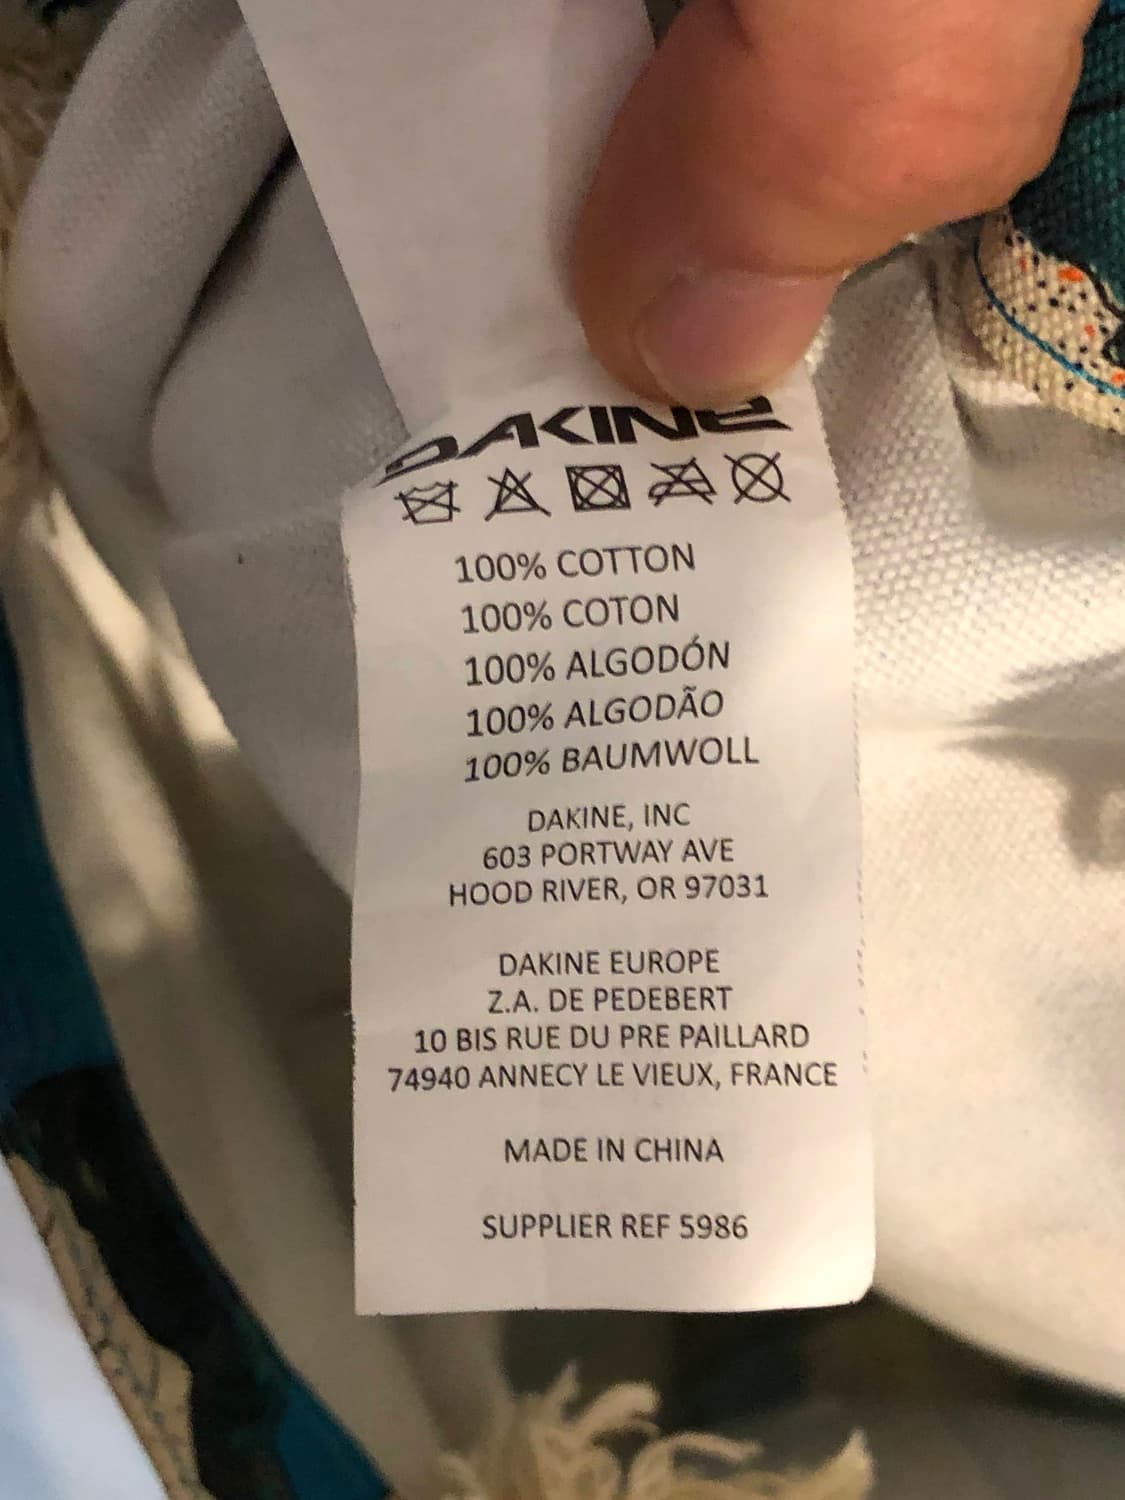 DAKINE
100% COTTON
100% COTON
100% ALGODÓN
100% ALGODÃO
100% BAUMWOLL
DAKINE, INC
603 PORTWAY AVE
HOOD RIVER, OR 97031
DAKINE EUROPE
Z.A. DE PEDEBERT
10 BIS RUE DU PRE PAILLARD
74940 ANNECY LE VIEUX, FRANCE
MADE IN CHINA
SUPPLIER REF 5986